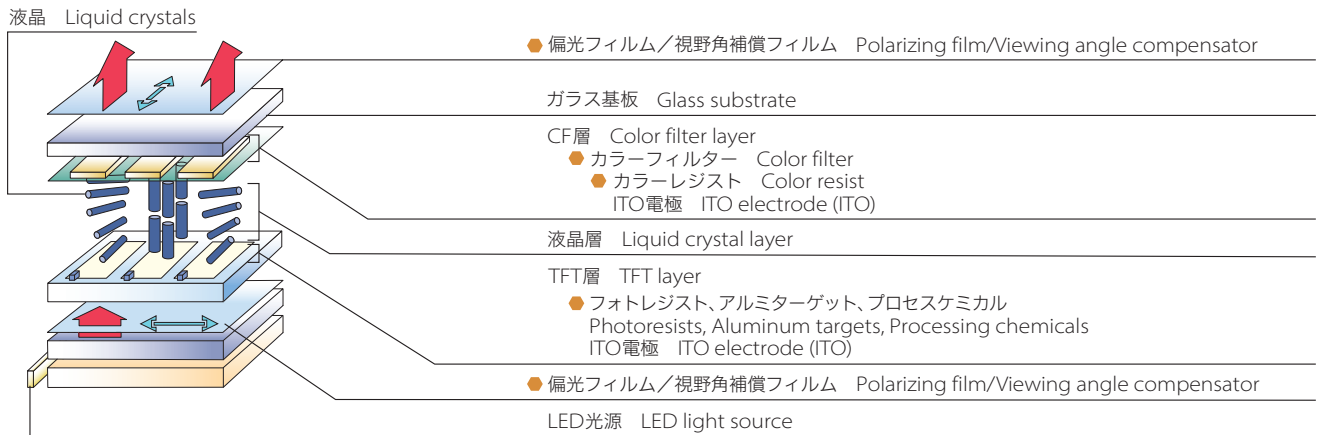 液晶 Liquid crystals
偏光フィルム／視野角補償フィルム Polarizing film/Viewing angle compensator
ガラス基板 Glass substrate
CF層 Color filter layer
カラーフィルター Color filter
カラーレジスト Color resist
ITO電極 ITO electrode (ITO)
液晶層 Liquid crystal layer
TFT層 TFT layer
フォトレジスト、アルミターゲット、プロセスケミカル
Photoresists, Aluminum targets, Processing chemicals
ITO電極 ITO electrode (ITO)
偏光フィルム／視野角補償フィルム Polarizing film/Viewing angle compensator
LED光源 LED light source